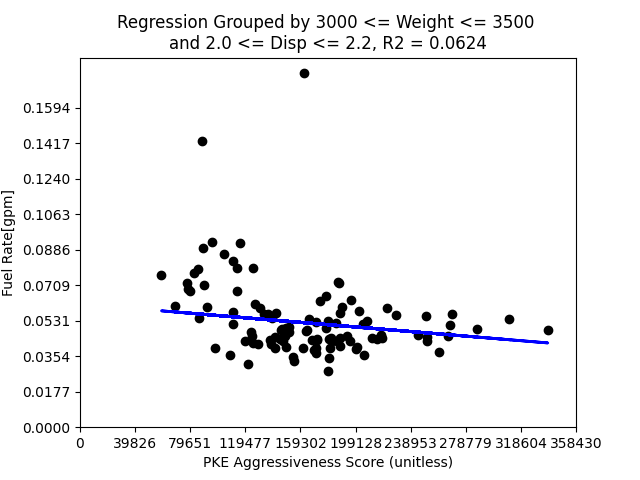 Regression Grouped by 3000 <= Weight <= 3500
and 2.0 <= Disp <= 2.2, R2 = 0.0624
Fuel Rate[gpm]
0.1594
0.1417
0.1240
0.1063
0.0886
0.0709
0.0531
0.0354
0.0177
0.0000
0 39826 79651 119477 159302 199128 238953 278779 318604 358430
PKE Aggressiveness Score (unitless)